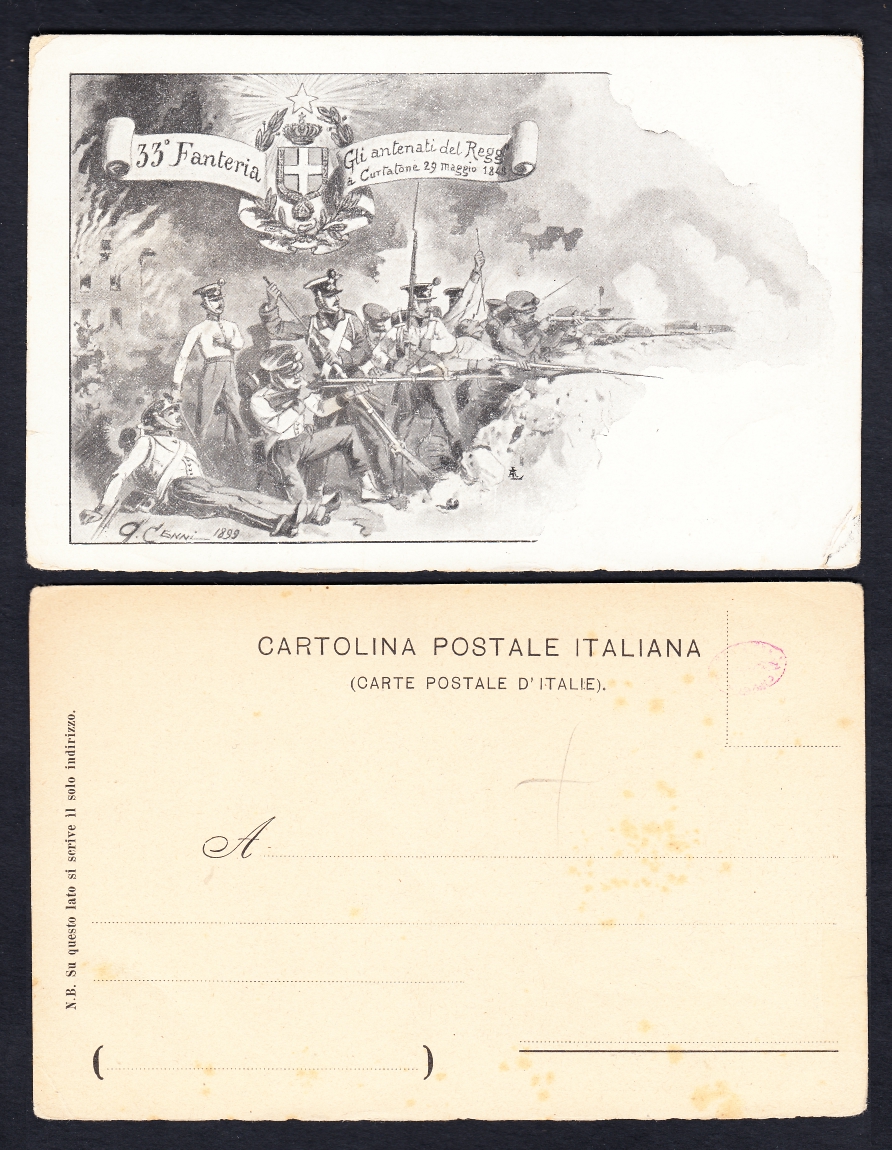 33° Fanteria
Gli antenati del Regg
a Curtatone 29 maggio 1848
G. Cenni 1899
CARTOLINA POSTALE ITALIANA
(CARTE POSTALE D'ITALIE).
N.B. Su questo lato si scrive il solo indirizzo.
A
( )